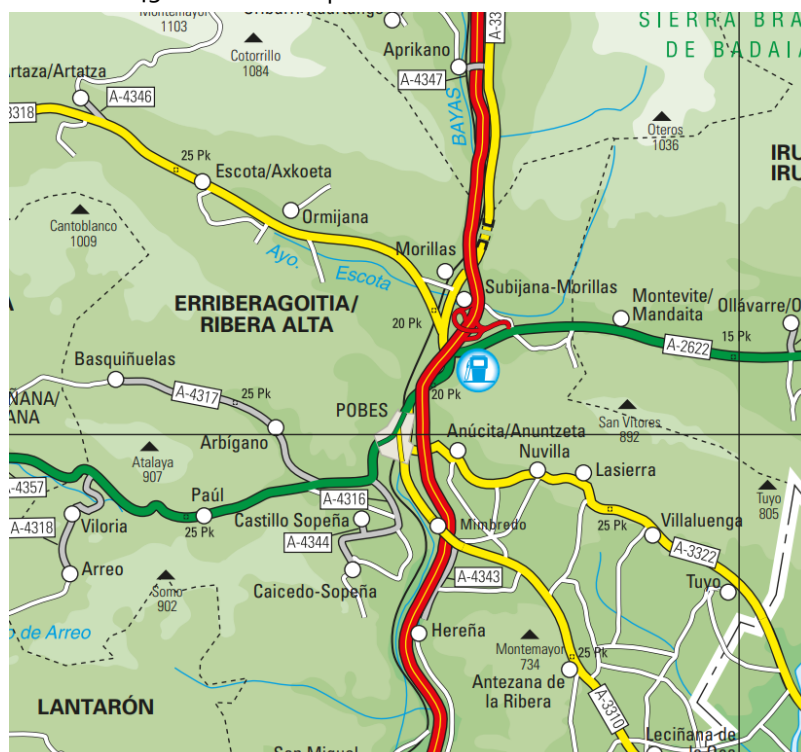 Montemayor
1103
Cotorrillo
1084
Aprikano
A-4347
SIERRA BRA
DE BADAIA
Artaza/Artatza
A-4346
BAYAS
3318
Oteros
1036
25 Pk
Escota/Axkoeta
IRU
IRU
Cantoblanco
1009
Ormijana
Ayo.
Escota
Morillas
Subijana-Morillas
ERRIBERAGOITIA/
RIBERA ALTA
Montevite/
Mandaita
Ollávarre/O
20 Pk
15 Pk
A-2622
Basquiñuelas
A-4317
25 Pk
20 Pk
ÑANA/
ANA
POBES
San Vitores
892
Arbígano
Anúcita/Anuntzeta
Nuvilla
Atalaya
907
Lasierra
A-4357
A-4316
Tuyo
805
Paúl
25 Pk
Castillo Sopeña
25 Pk
A-4318
Viloria
Mimbredo
Villaluenga
A-4344
A-3322
Arreo
Somo
902
Caicedo-Sopeña
A-4343
Tuyo
o de Arreo
Hereña
Montemayor
734
25 Pk
Antezana de
la Ribera
LANTARÓN
A-3310
Leciñana de
San Miguel